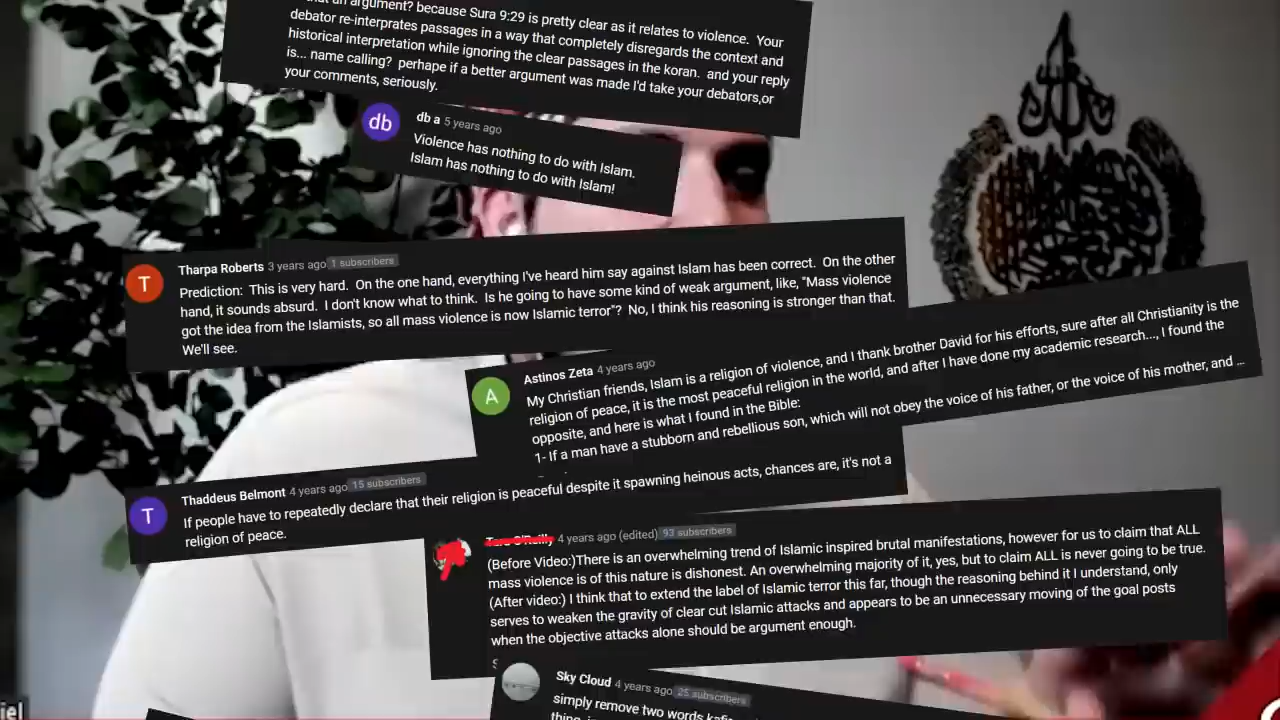 an argument? because Sura 9:29 is pretty clear as it relates to violence. Your
debator re-interprates passages in a way that completely disregards the context and
historical interpretation while ignoring the clear passages in the koran. and your reply
is... name calling? perhaps if a better argument was made I'd take your debators,or
your comments, seriously.
db
db a 5 years ago
Violence has nothing to do with Islam.
Islam has nothing to do with Islam!
T
Tharpa Roberts 3 years ago 1 subscribers
Prediction: This is very hard. On the one hand, everything I've heard him say against Islam has been correct. On the other
hand, it sounds absurd. I don't know what to think. Is he going to have some kind of weak argument, like, "Mass violence
got the idea from the Islamists, so all mass violence is now Islamic terror"? No, I think his reasoning is stronger than that.
We'll see.
A
Astinos Zeta 4 years ago
My Christian friends, Islam is a religion of violence, and I thank brother David for his efforts, sure after all Christianity is the
religion of peace, it is the most peaceful religion in the world, and after I have done my academic research..., I found the
opposite, and here is what I found in the Bible:
1- If a man have a stubborn and rebellious son, which will not obey the voice of his father, or the voice of his mother, and ...
T
Thaddeus Belmont 4 years ago 15 subscribers
If people have to repeatedly declare that their religion is peaceful despite it spawning heinous acts, chances are, it's not a
religion of peace.
4 years ago (edited) 93 subscribers
(Before Video:)There is an overwhelming trend of Islamic inspired brutal manifestations, however for us to claim that ALL
mass violence is of this nature is dishonest. An overwhelming majority of it, yes, but to claim ALL is never going to be true.
(After video:) I think that to extend the label of Islamic terror this far, though the reasoning behind it I understand, only
serves to weaken the gravity of clear cut Islamic attacks and appears to be an unnecessary moving of the goal posts
when the objective attacks alone should be argument enough.
Sky Cloud 4 years ago 25 subscribers
simply remove two words
iel